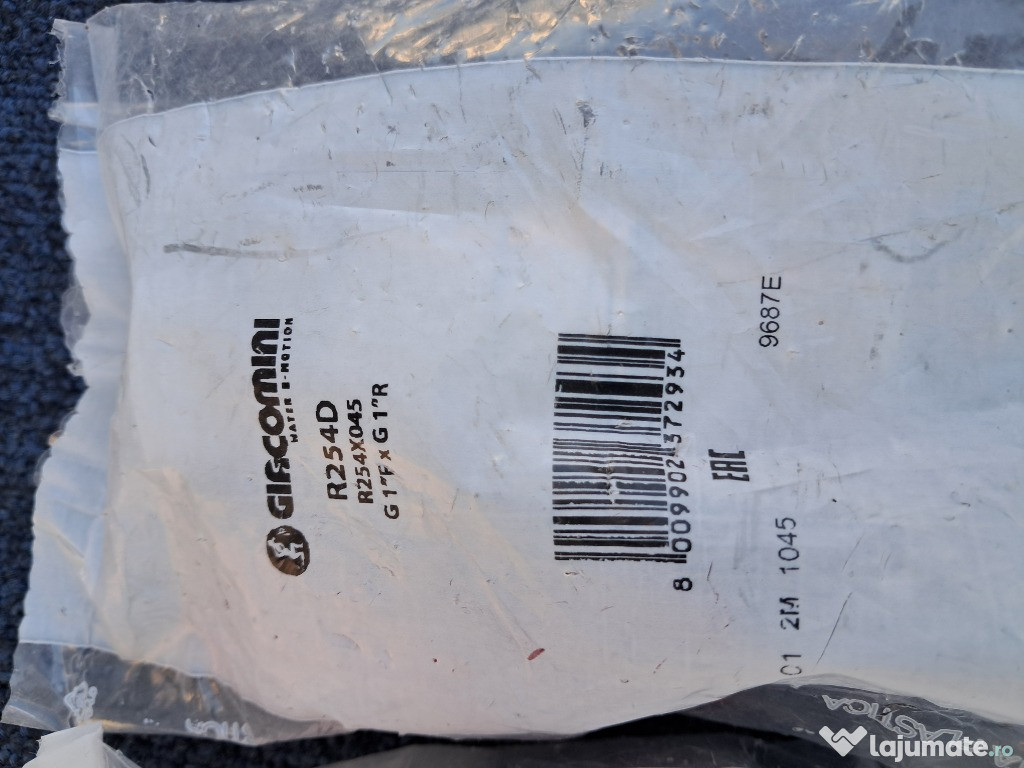 GIACOMINI
WATER E-MOTION
R254D
R254X045
G 1"F x G 1"R
8 009902 372934
EAC
01 2M 1045 9687E
lajumate.ro